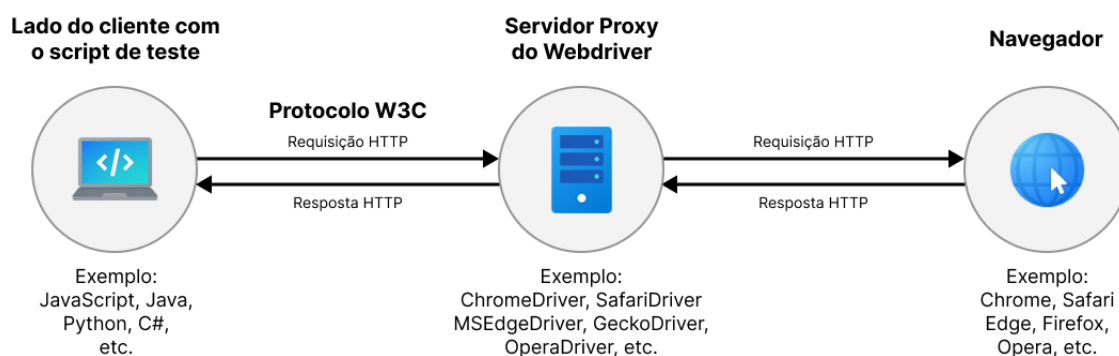 Lado do cliente com
o script de teste
Servidor Proxy
do Webdriver
Navegador
Protocolo W3C
Requisição HTTP
Resposta HTTP
Requisição HTTP
Resposta HTTP
</>
Exemplo:
JavaScript, Java,
Python, C#,
etc.
Exemplo:
ChromeDriver, SafariDriver
MSEdgeDriver, GeckoDriver,
OperaDriver, etc.
Exemplo:
Chrome, Safari
Edge, Firefox,
Opera, etc.